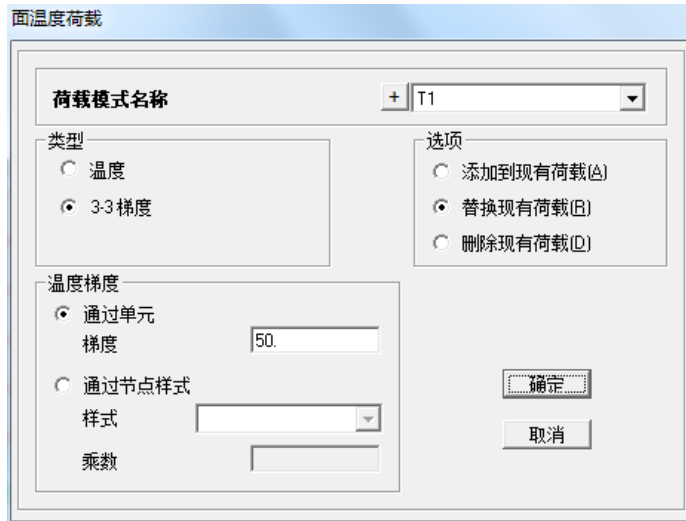 面温度荷载
荷载模式名称
+
T1
类型
温度
3-3 梯度
选项
添加到现有荷载(A)
替换现有荷载(R)
删除现有荷载(D)
温度梯度
通过单元
梯度
50.
通过节点样式
样式
乘数
确定
取消